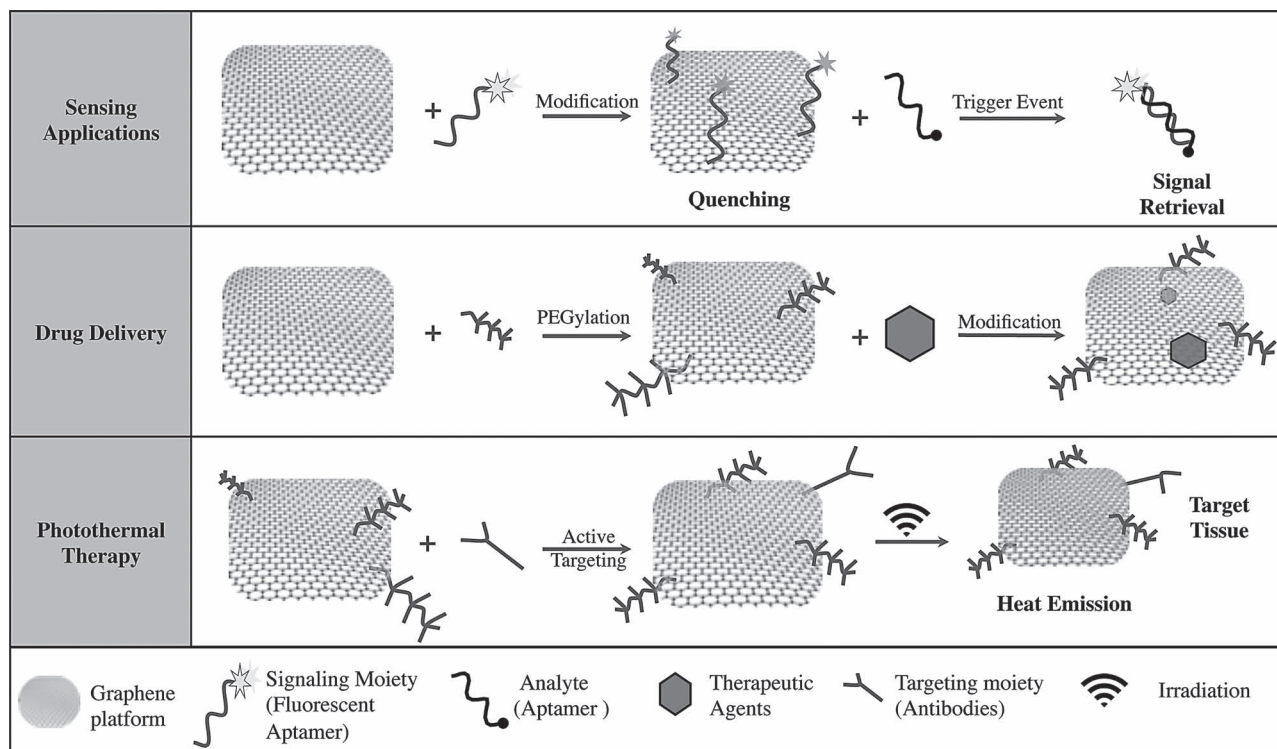 Sensing
Applications
+
Modification
Quenching
+
Trigger Event
Signal
Retrieval
Drug Delivery
+
PEGylation
+
Modification
Photothermal
Therapy
+
Active
Targeting
Heat Emission
Target
Tissue
Graphene
platform
Signaling Moiety
(Fluorescent
Aptamer)
Analyte
(Aptamer )
Therapeutic
Agents
Targeting moiety
(Antibodies)
Irradiation